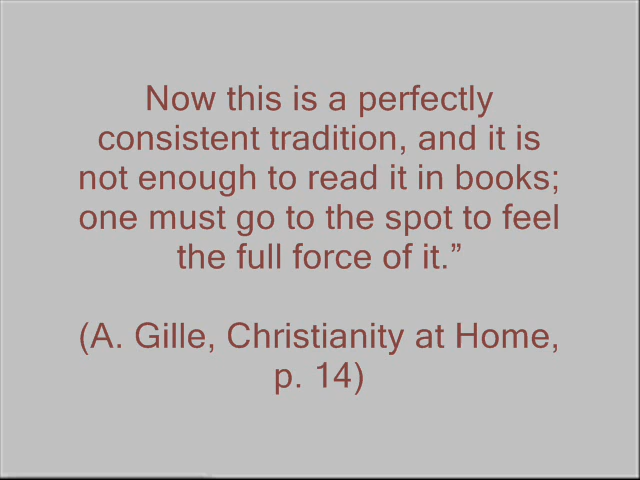 Now this is a perfectly
consistent tradition, and it is
not enough to read it in books;
one must go to the spot to feel
the full force of it.”
(A. Gille, Christianity at Home,
p. 14)